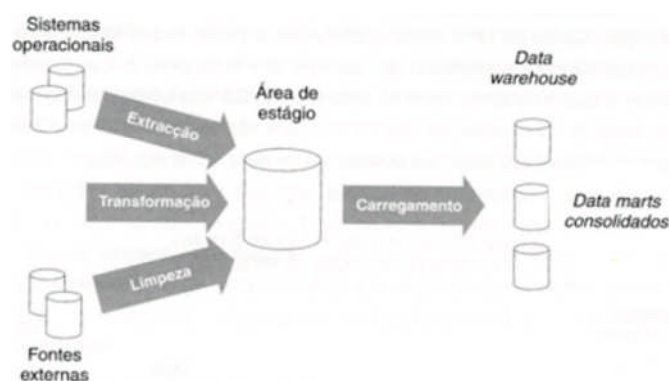 Sistemas
operacionais
Extracção
Transformação
Limpeza
Fontes
externas
Área de
estágio
Carregamento
Data
warehouse
Data marts
consolidados